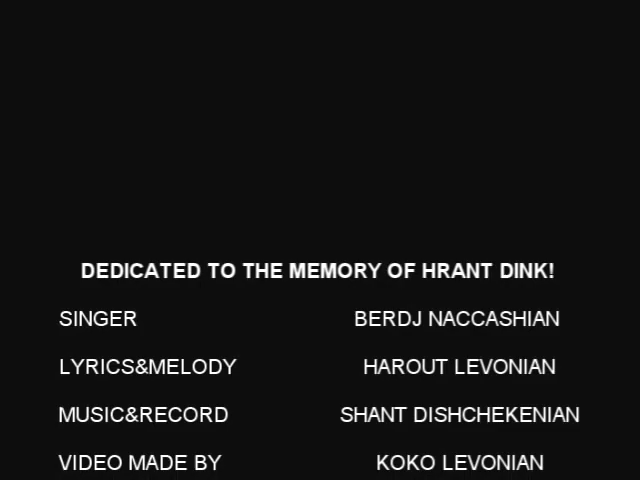 DEDICATED TO THE MEMORY OF HRANT DINK!
SINGER BERDJ NACCASHIAN
LYRICS&MELODY HAROUT LEVONIAN
MUSIC&RECORD SHANT DISHCHEKENIAN
VIDEO MADE BY KOKO LEVONIAN